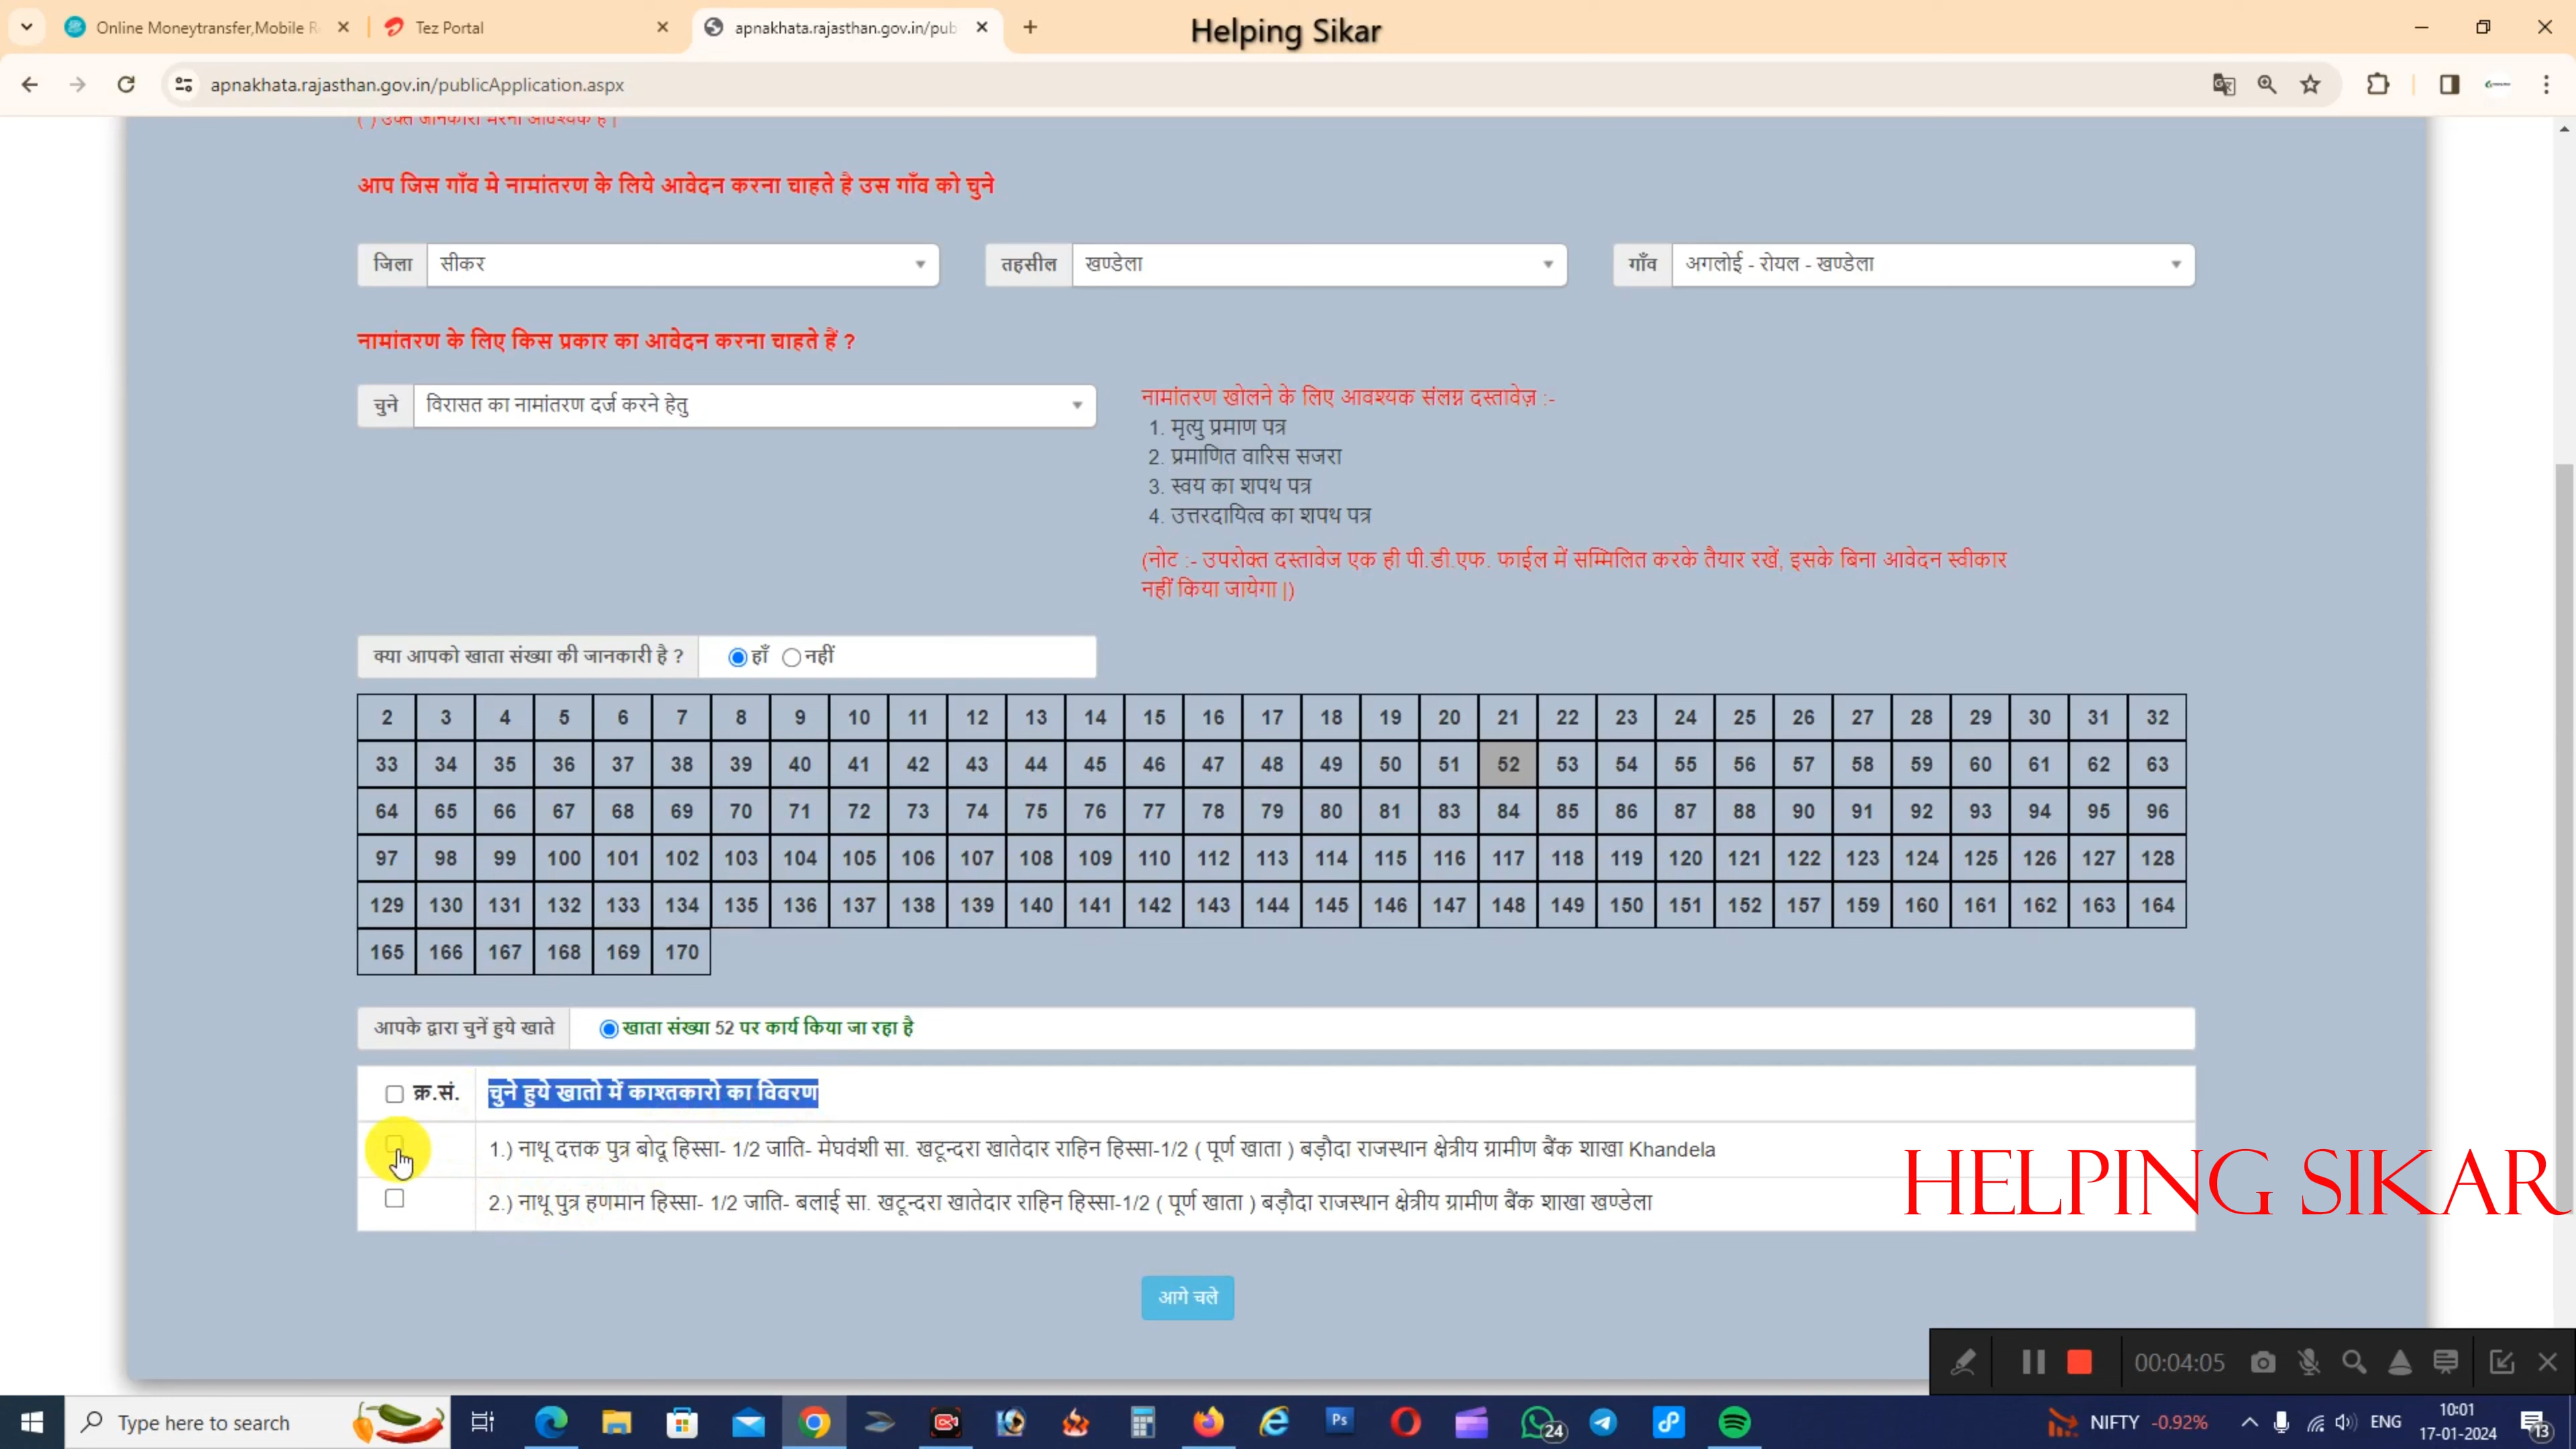 Online Moneytransfer,Mobile R
Tez Portal
apnakhata.rajasthan.gov.in/pub
Helping Sikar
apnakhata.rajasthan.gov.in/publicApplication.aspx
आप जिस गाँव मे नामांतरण के लिये आवेदन करना चाहते है उस गाँव को चुने
जिला सीकर तहसील खण्डेला गाँव अगलोई - रोयल - खण्डेला
नामांतरण के लिए किस प्रकार का आवेदन करना चाहते हैं ?
चुने विरासत का नामांतरण दर्ज करने हेतु
नामांतरण खोलने के लिए आवश्यक संलग्न दस्तावेज़ :-
1. मृत्यु प्रमाण पत्र
2. प्रमाणित वारिस सजरा
3. स्वय का शपथ पत्र
4. उत्तरदायित्व का शपथ पत्र
(नोट :- उपरोक्त दस्तावेज एक ही पी.डी.एफ. फाईल में सम्मिलित करके तैयार रखें, इसके बिना आवेदन स्वीकार
नहीं किया जायेगा |)
क्या आपको खाता संख्या की जानकारी है ? हाँ नहीं
2 3 4 5 6 7 8 9 10 11 12 13 14 15 16 17 18 19 20 21 22 23 24 25 26 27 28 29 30 31 32
33 34 35 36 37 38 39 40 41 42 43 44 45 46 47 48 49 50 51 52 53 54 55 56 57 58 59 60 61 62 63
64 65 66 67 68 69 70 71 72 73 74 75 76 77 78 79 80 81 83 84 85 86 87 88 90 91 92 93 94 95 96
97 98 99 100 101 102 103 104 105 106 107 108 109 110 112 113 114 115 116 117 118 119 120 121 122 123 124 125 126 127 128
129 130 131 132 133 134 135 136 137 138 139 140 141 142 143 144 145 146 147 148 149 150 151 152 157 159 160 161 162 163 164
165 166 167 168 169 170
आपके द्वारा चुनें हुये खाते खाता संख्या 52 पर कार्य किया जा रहा है
क्र.सं. चुने हुये खातो में काश्तकारो का विवरण
1.) नाथू दत्तक पुत्र बोदू हिस्सा- 1/2 जाति- मेघवंशी सा. खटून्दरा खातेदार राहिन हिस्सा-1/2 ( पूर्ण खाता ) बड़ौदा राजस्थान क्षेत्रीय ग्रामीण बैंक शाखा Khandela
2.) नाथू पुत्र हणमान हिस्सा- 1/2 जाति- बलाई सा. खटून्दरा खातेदार राहिन हिस्सा-1/2 ( पूर्ण खाता ) बड़ौदा राजस्थान क्षेत्रीय ग्रामीण बैंक शाखा खण्डेला
HELPING SIKAR
आगे चले
00:04:05
Type here to search
Ps
24
NIFTY -0.92%
ENG
10:01
17-01-2024
13